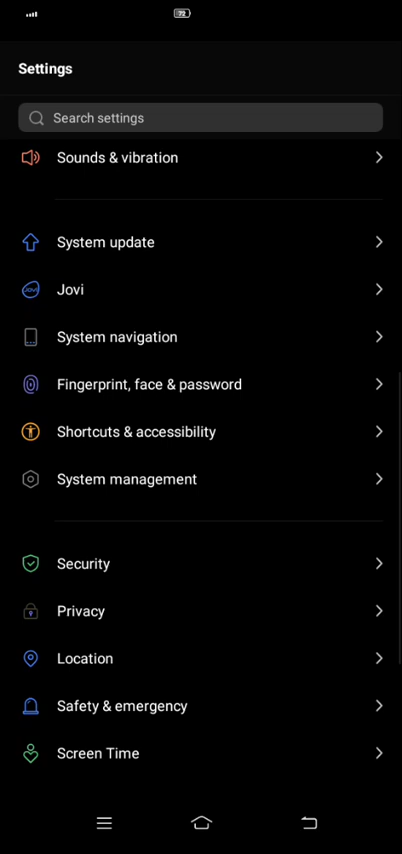 72
Settings
Search settings
Sounds & vibration
System update
Jovi
System navigation
Fingerprint, face & password
Shortcuts & accessibility
System management
Security
Privacy
Location
Safety & emergency
Screen Time